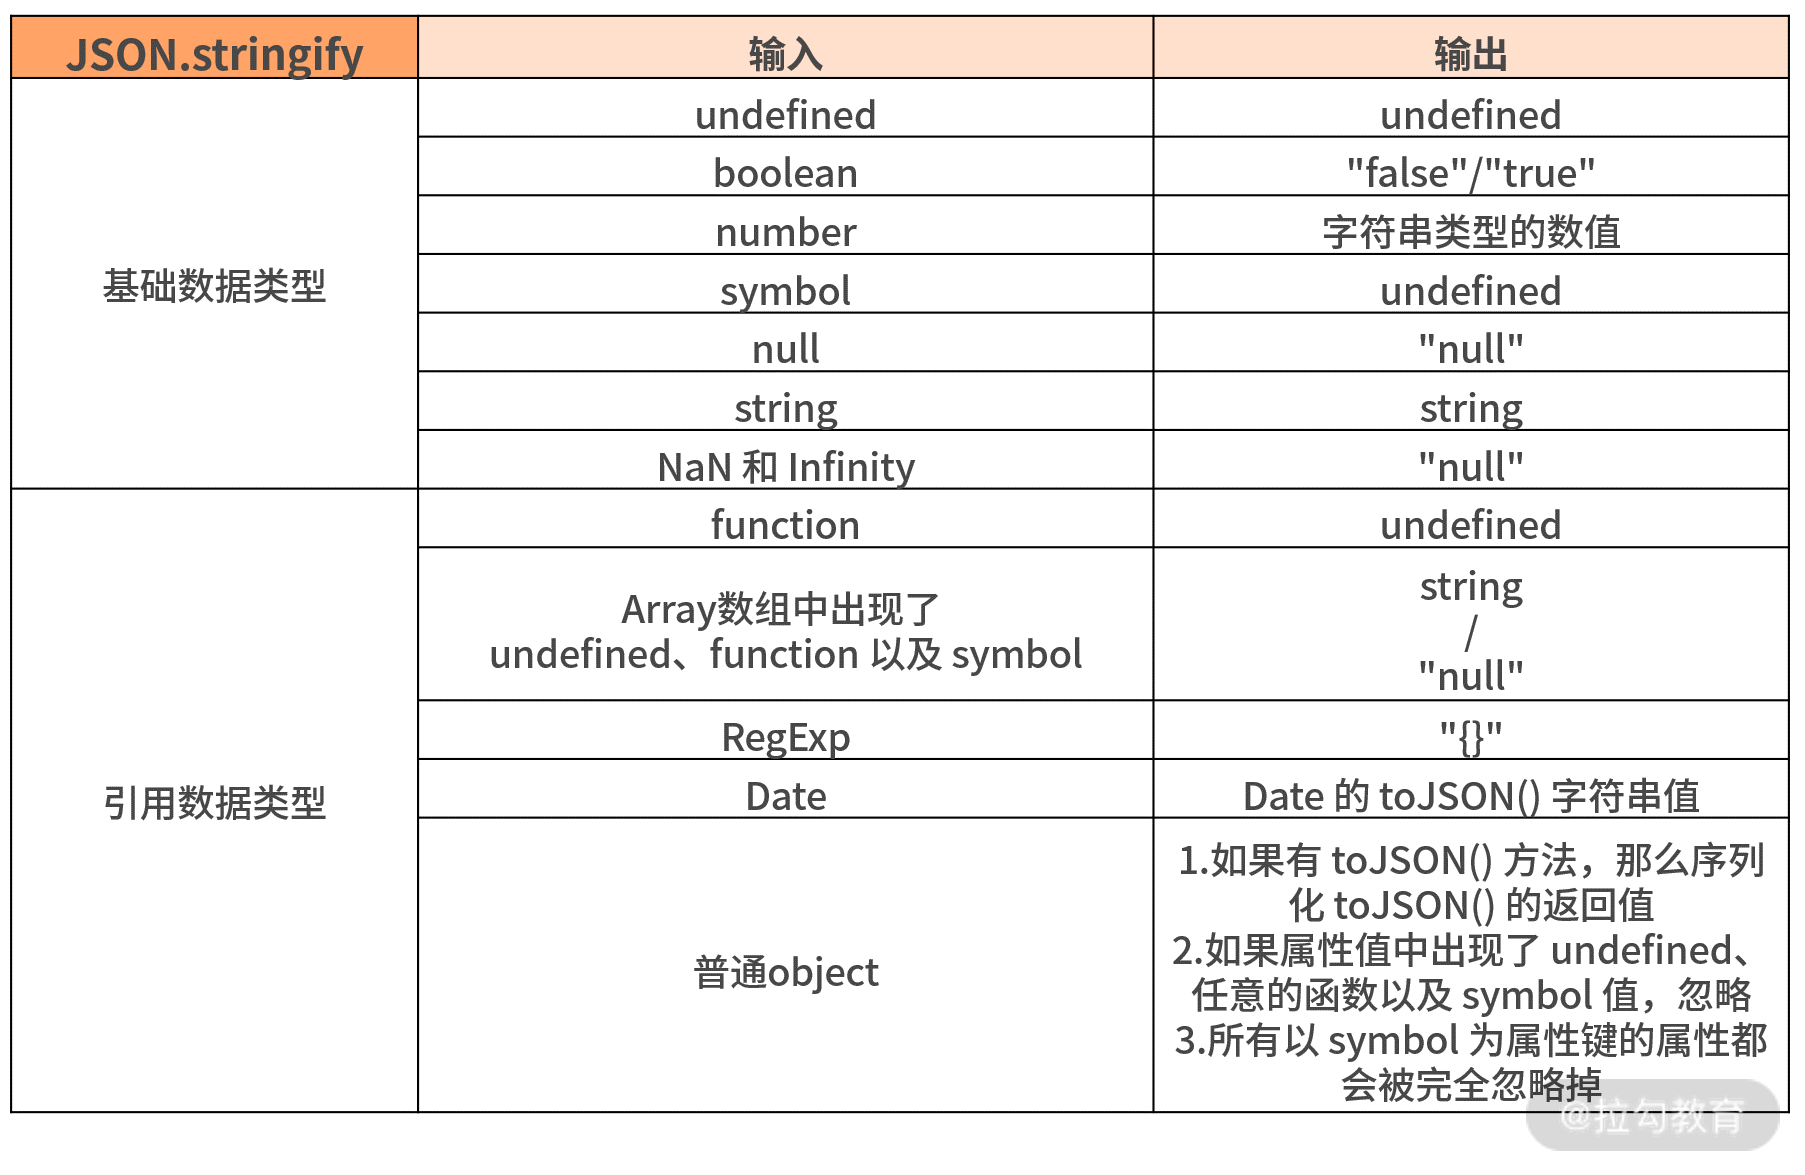 JSON.stringify 输入 输出
基础数据类型
undefined undefined
boolean "false"/"true"
number 字符串类型的数值
symbol undefined
null "null"
string string
NaN 和 Infinity "null"
引用数据类型
function undefined
Array数组中出现了
undefined、function 以及 symbol
string
/
"null"
RegExp "{}"
Date Date 的 toJSON() 字符串值
普通object
1.如果有 toJSON() 方法，那么序列
化 toJSON() 的返回值
2.如果属性值中出现了 undefined、
任意的函数以及 symbol 值，忽略
3.所有以 symbol 为属性键的属性都
会被完全忽略掉
@拉勾教育